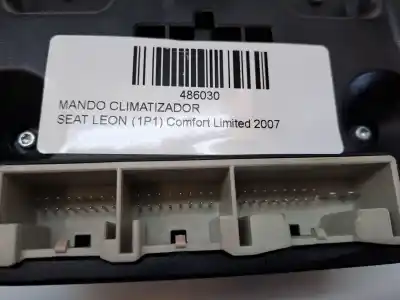 486030
MANDO CLIMATIZADOR
SEAT LEON (1P1) Comfort Limited 2007